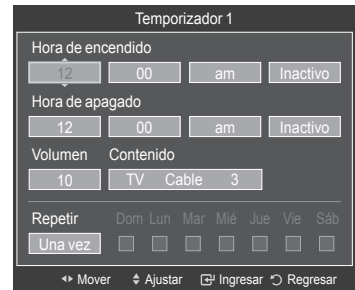 Temporizador 1
Hora de encendido
12 00 am Inactivo
Hora de apagado
12 00 am Inactivo
Volumen Contenido
10 TV Cable 3
Repetir Dom Lun Mar Mié Jue Vie Sáb
Una vez
Mover Ajustar Ingresar Regresar